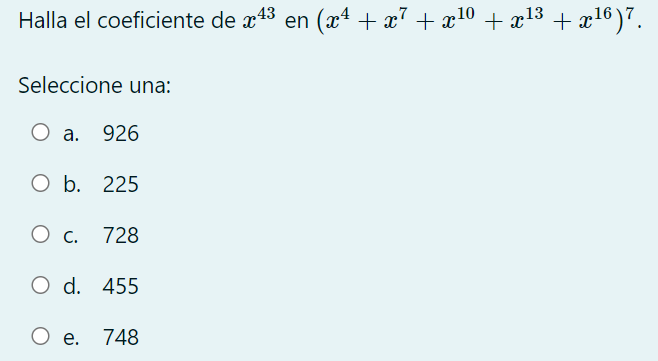 Halla el coeficiente de x^43 en (x^4 + x^7 + x^10 + x^13 + x^16)^7.
Seleccione una:
a. 926
b. 225
c. 728
d. 455
e. 748